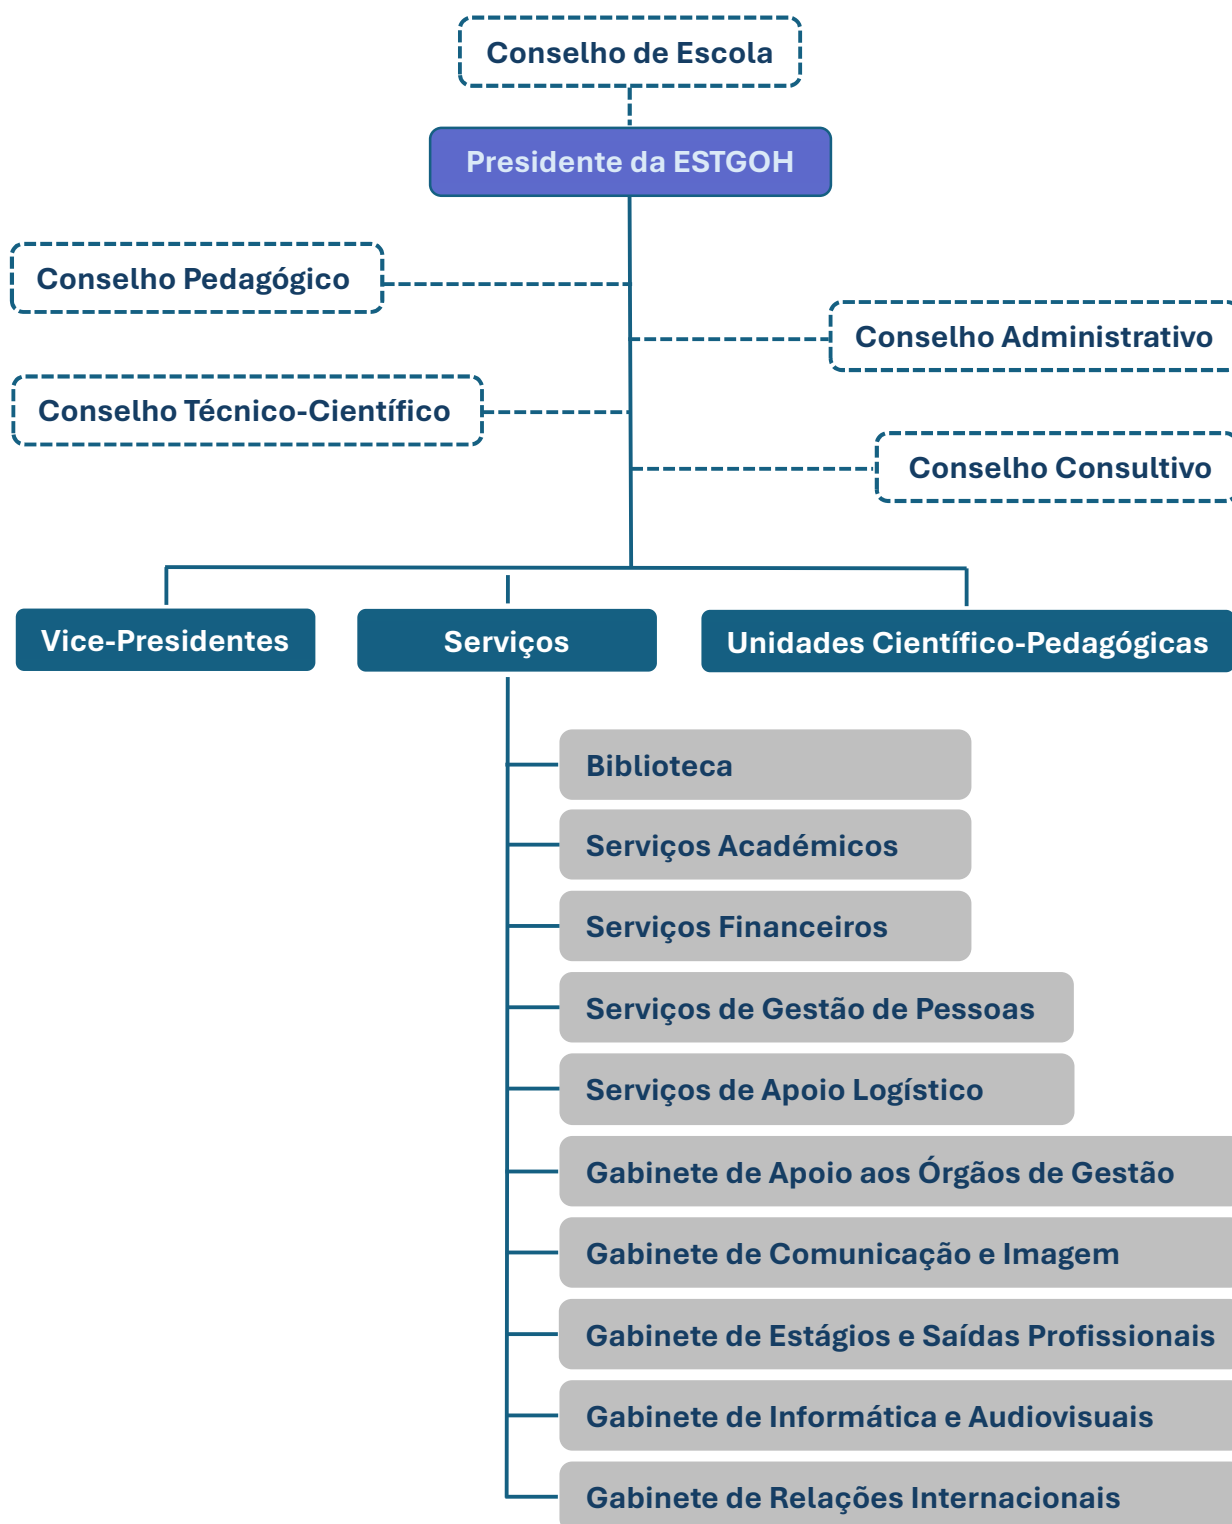 Conselho de Escola
Presidente da ESTGOH
Conselho Pedagógico
Conselho Administrativo
Conselho Técnico-Científico
Conselho Consultivo
Vice-Presidentes
Serviços
Unidades Científico-Pedagógicas
Biblioteca
Serviços Académicos
Serviços Financeiros
Serviços de Gestão de Pessoas
Serviços de Apoio Logístico
Gabinete de Apoio aos Órgãos de Gestão
Gabinete de Comunicação e Imagem
Gabinete de Estágios e Saídas Profissionais
Gabinete de Informática e Audiovisuais
Gabinete de Relações Internacionais